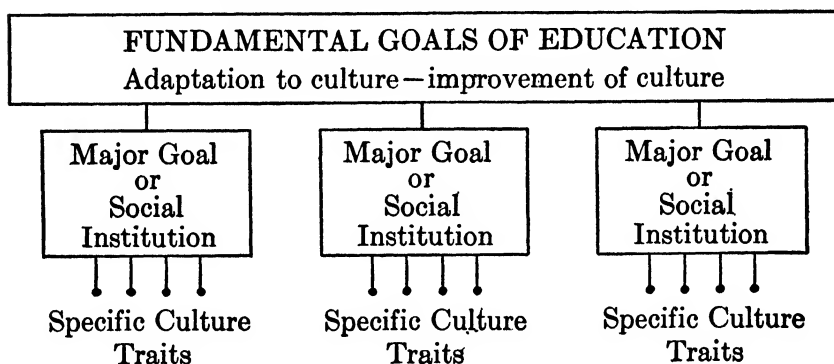 FUNDAMENTAL GOALS OF EDUCATION
Adaptation to culture—improvement of culture
Major Goal
or
Social
Institution
Specific Culture
Traits
Major Goal
or
Social
Institution
Specific Culture
Traits
Major Goal
or
Social
Institution
Specific Culture
Traits